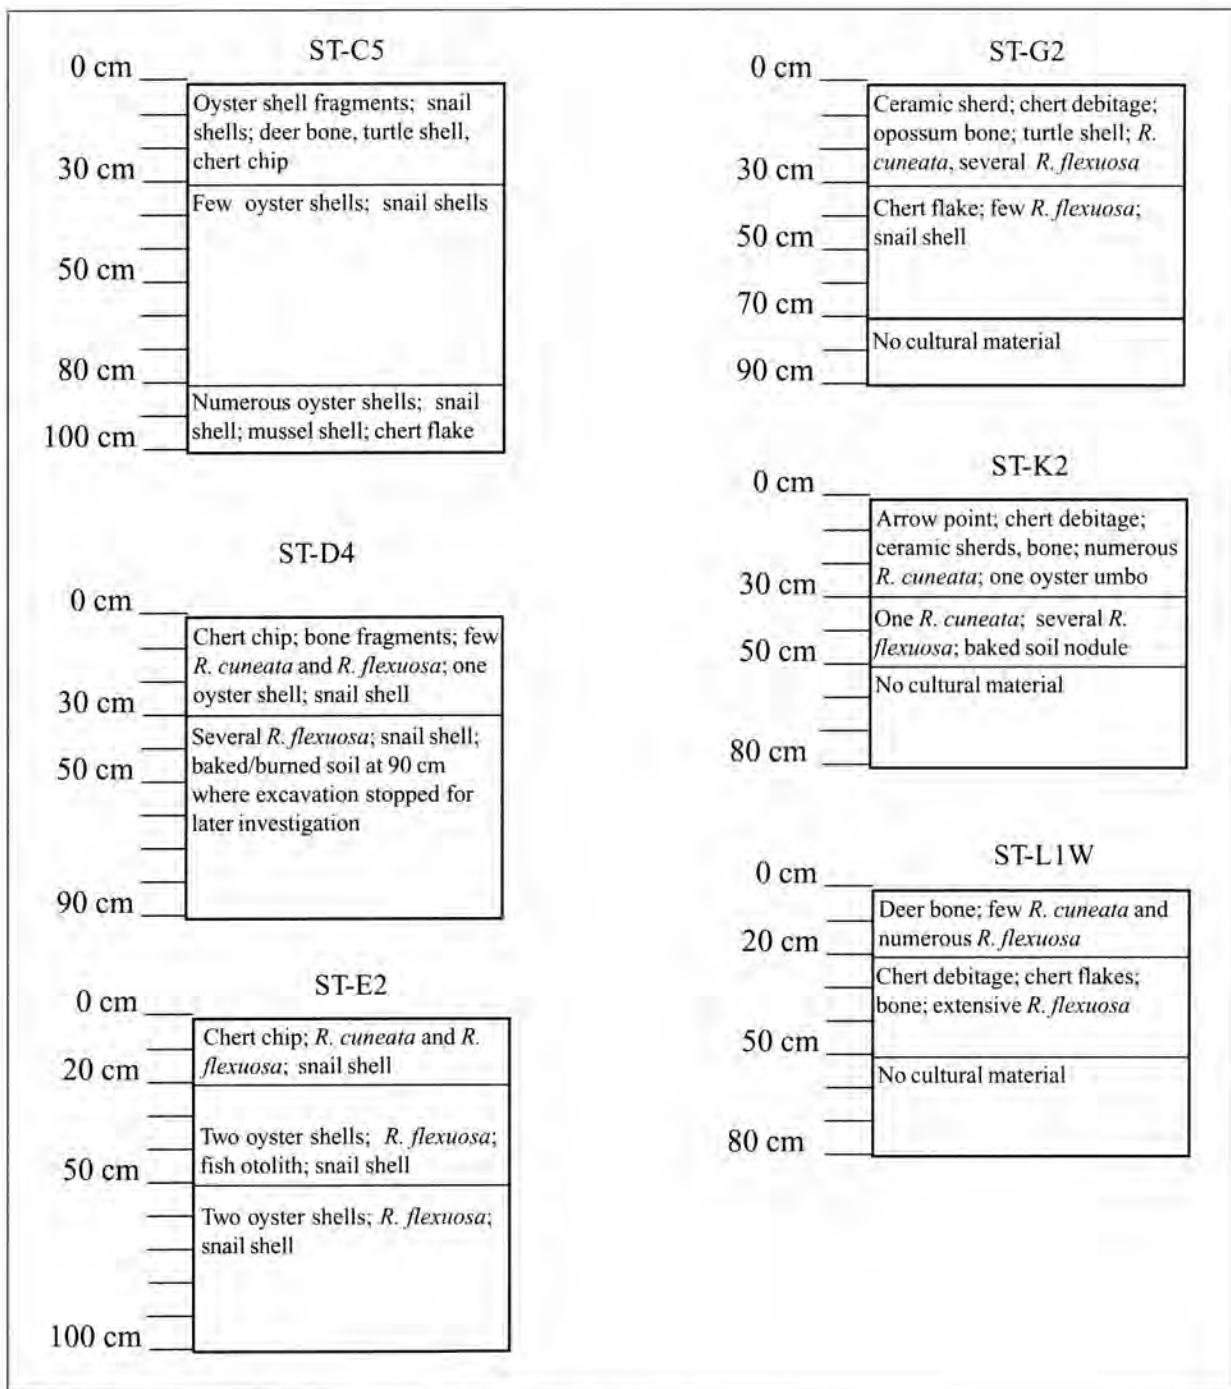 ST-C5
0 cm
Oyster shell fragments; snail
shells; deer bone, turtle shell,
chert chip
30 cm
Few oyster shells; snail shells
50 cm
80 cm
Numerous oyster shells; snail
shell; mussel shell; chert flake
100 cm
ST-D4
0 cm
Chert chip; bone fragments; few
R. cuneata and R. flexuosa; one
oyster shell; snail shell
30 cm
Several R. flexuosa; snail shell;
baked/burned soil at 90 cm
where excavation stopped for
later investigation
50 cm
90 cm
ST-E2
0 cm
Chert chip; R. cuneata and R.
flexuosa; snail shell
20 cm
Two oyster shells; R. flexuosa;
fish otolith; snail shell
50 cm
Two oyster shells; R. flexuosa;
snail shell
100 cm
ST-G2
0 cm
Ceramic sherd; chert debitage;
opossum bone; turtle shell; R.
cuneata, several R. flexuosa
30 cm
Chert flake; few R. flexuosa;
snail shell
50 cm
70 cm
No cultural material
90 cm
ST-K2
0 cm
Arrow point; chert debitage;
ceramic sherds, bone; numerous
R. cuneata; one oyster umbo
30 cm
One R. cuneata; several R.
flexuosa; baked soil nodule
50 cm
No cultural material
80 cm
ST-L1W
0 cm
Deer bone; few R. cuneata and
numerous R. flexuosa
20 cm
Chert debitage; chert flakes;
bone; extensive R. flexuosa
50 cm
No cultural material
80 cm